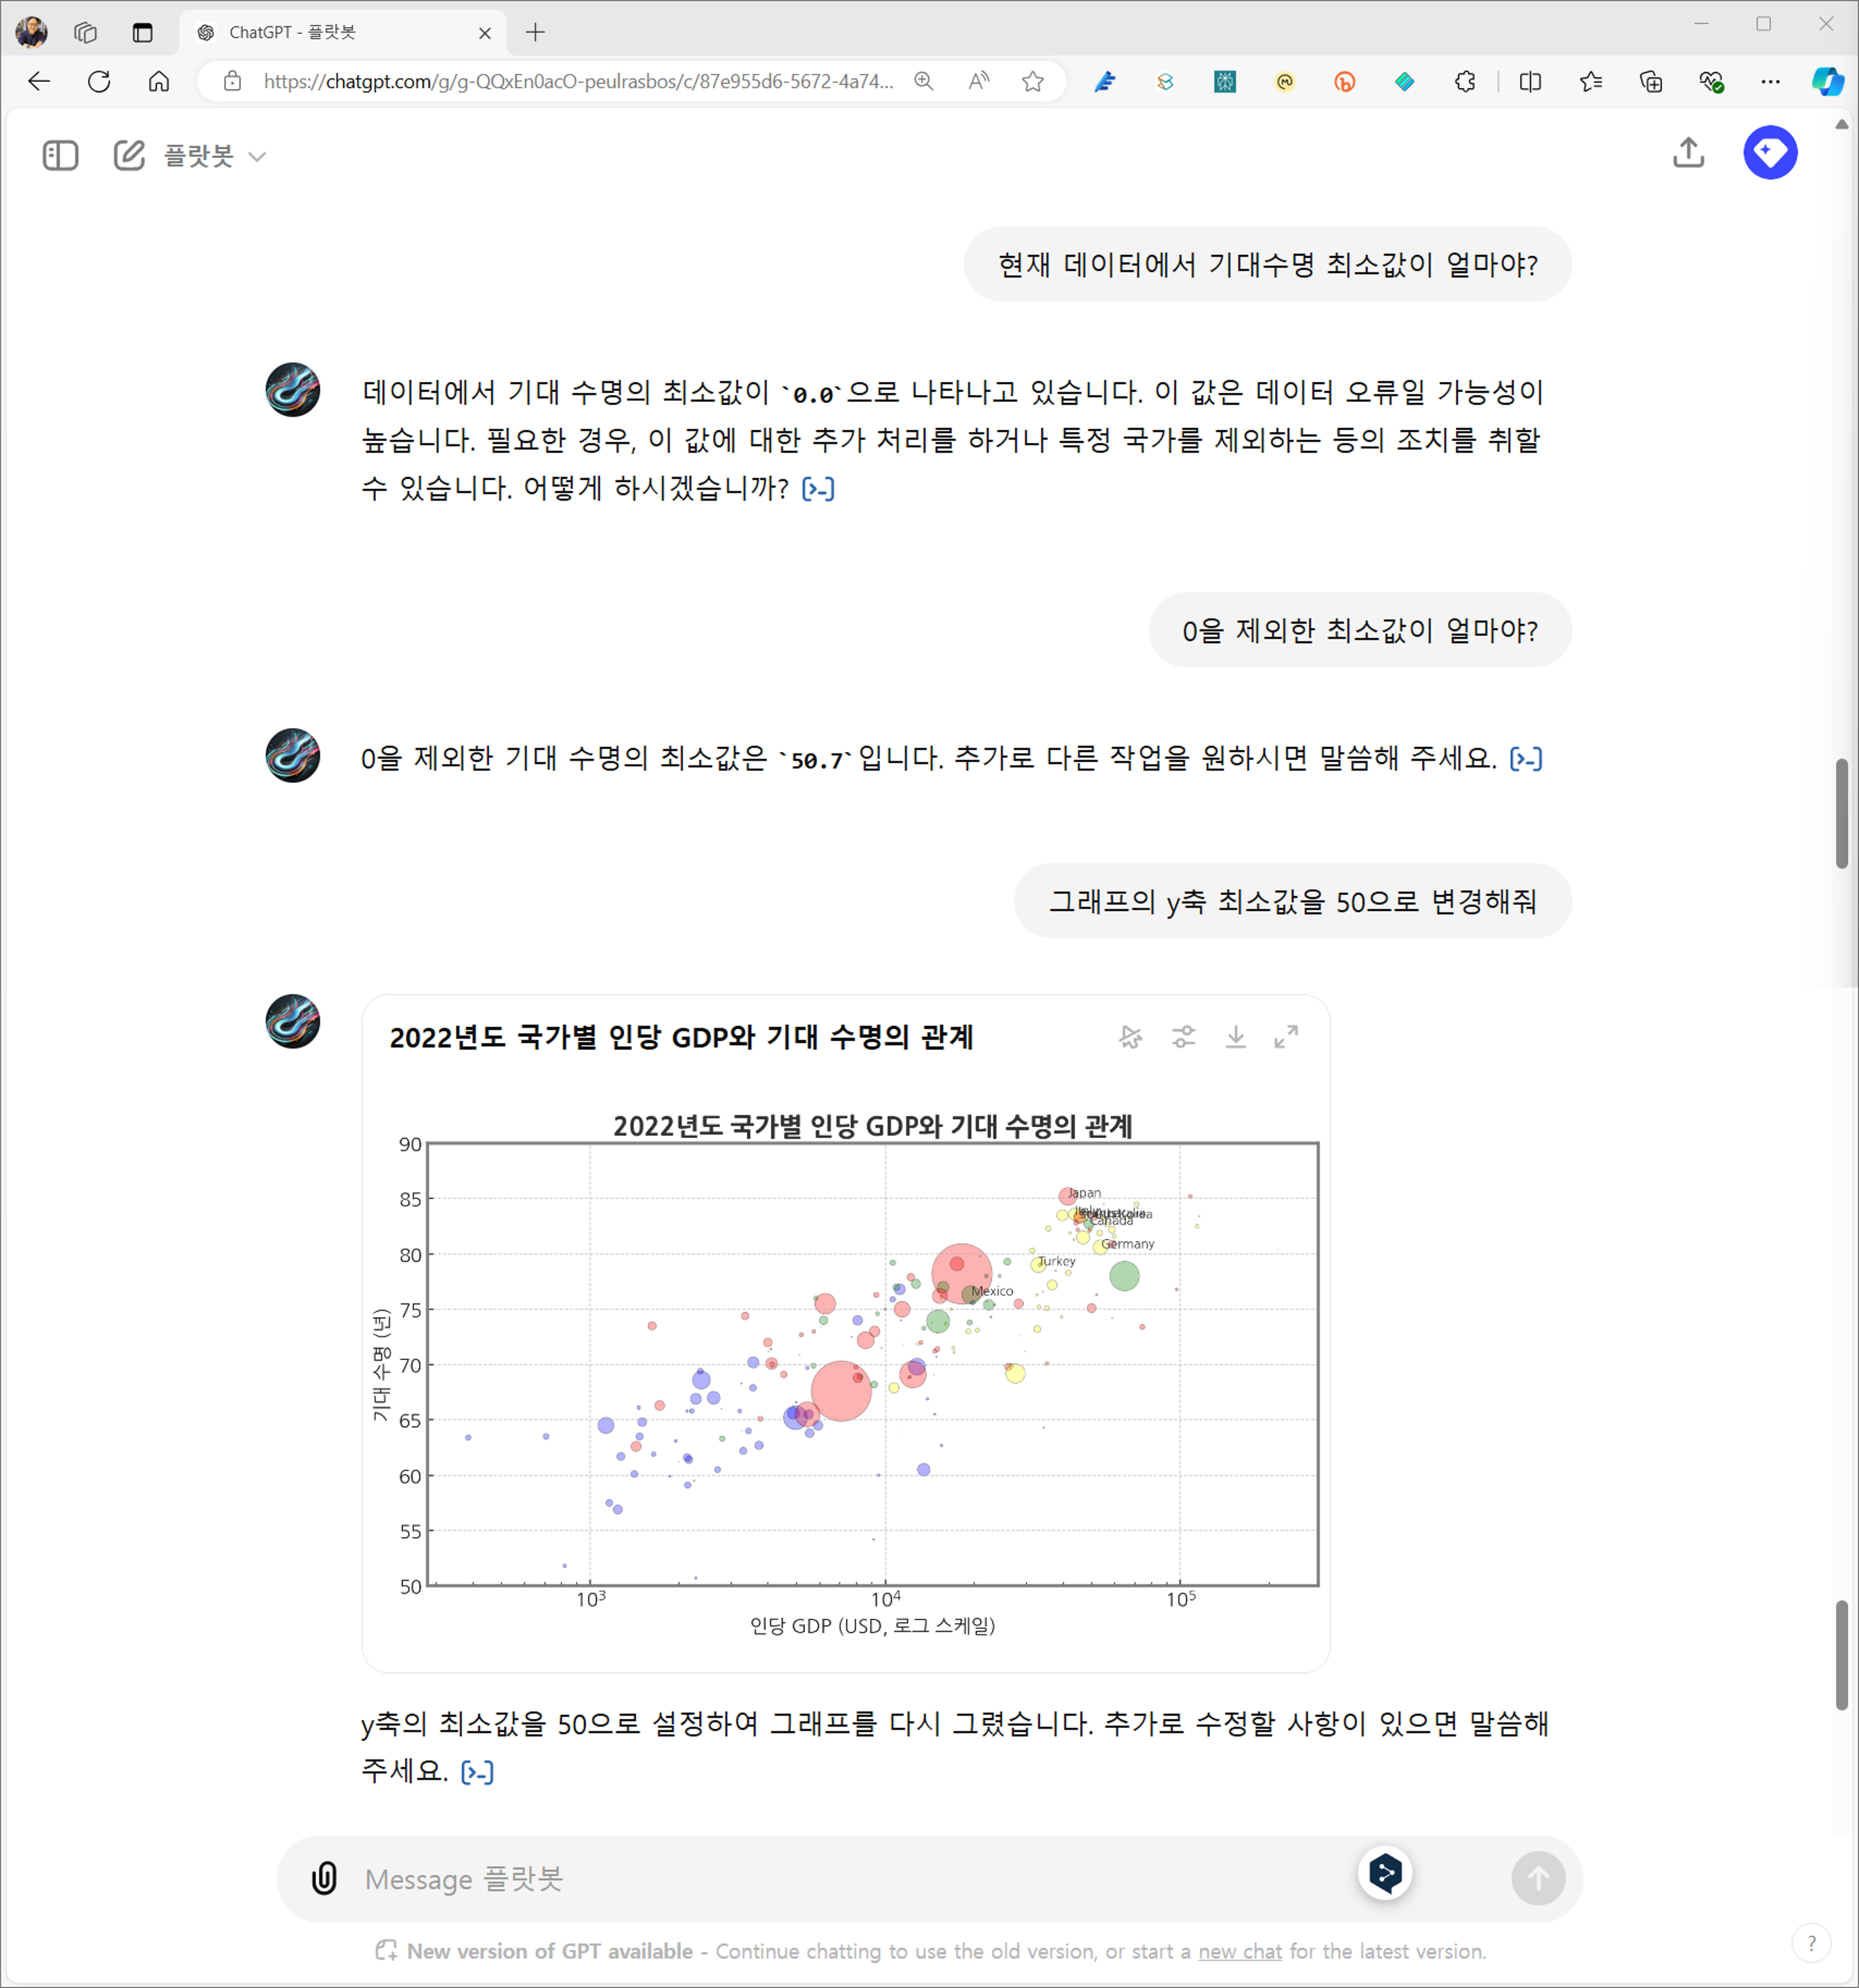 ChatGPT - 플랏봇
https://chatgpt.com/g/g-QQxEn0acO-peulrasbos/c/87e955d6-5672-4a74...
플랏봇
현재 데이터에서 기대수명 최소값이 얼마야?
데이터에서 기대 수명의 최소값이 `0.0`으로 나타나고 있습니다. 이 값은 데이터 오류일 가능성이
높습니다. 필요한 경우, 이 값에 대한 추가 처리를 하거나 특정 국가를 제외하는 등의 조치를 취할
수 있습니다. 어떻게 하시겠습니까? [>-]
0을 제외한 최소값이 얼마야?
0을 제외한 기대 수명의 최소값은 `50.7`입니다. 추가로 다른 작업을 원하시면 말씀해 주세요. [>-]
그래프의 y축 최소값을 50으로 변경해줘
2022년도 국가별 인당 GDP와 기대 수명의 관계
2022년도 국가별 인당 GDP와 기대 수명의 관계
90
85
80
75
70
65
60
55
50
기대 수명 (년)
Japan
Canada
Germany
Turkey
Mexico
10³
10⁴
10⁵
인당 GDP (USD, 로그 스케일)
y축의 최소값을 50으로 설정하여 그래프를 다시 그렸습니다. 추가로 수정할 사항이 있으면 말씀해
주세요. [>-]
Message 플랏봇
New version of GPT available - Continue chatting to use the old version, or start a new chat for the latest version.
?